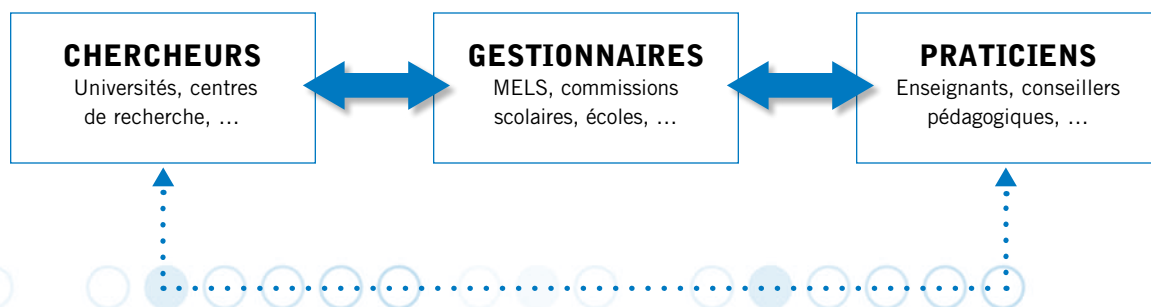 CHERCHEURS
Universités, centres
de recherche, …
GESTIONNAIRES
MELS, commissions
scolaires, écoles, …
PRATICIENS
Enseignants, conseillers
pédagogiques, …